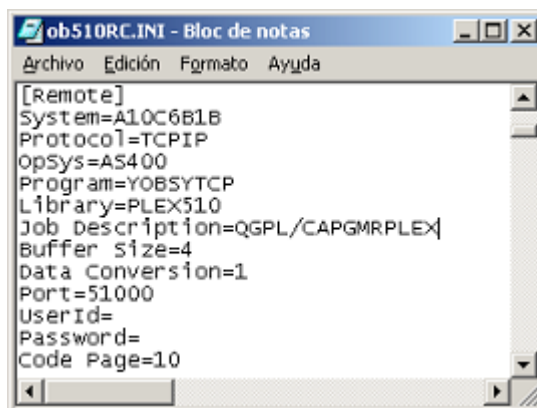 ob510RC.INI - Bloc de notas
Archivo Edición Formato Ayuda
[Remote]
System=A10C6B1B
Protocol=TCPIP
OpSys=AS400
Program=YOBSYTCP
Library=PLEX510
Job Description=QGPL/CAPGMRPLEX
Buffer Size=4
Data Conversion=1
Port=51000
UserId=
Password=
Code Page=10